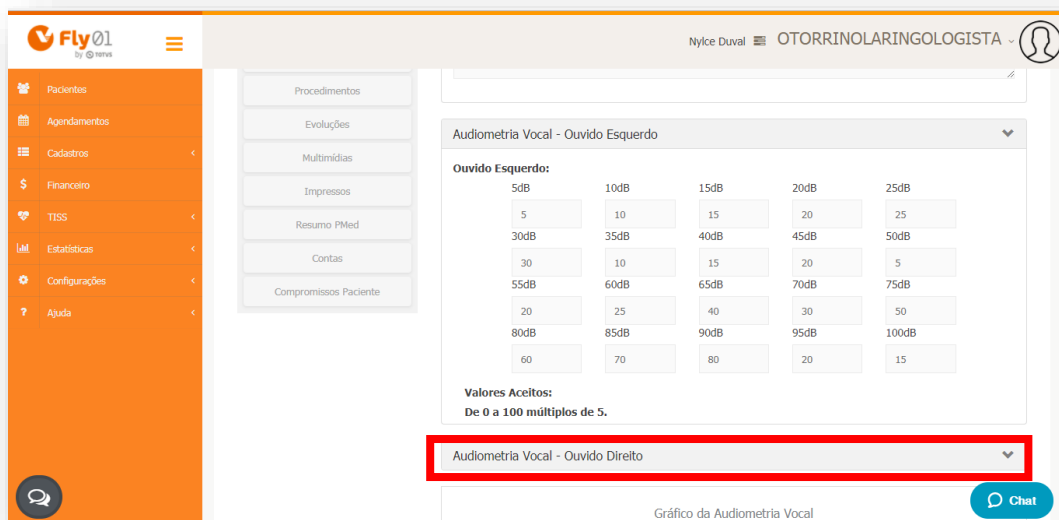 Fly01
by TOTVS
Nylce Duval OTORRINOLARINGOLOGISTA
Pacientes
Agendamentos
Cadastros
Financeiro
TISS
Estatísticas
Configurações
Ajuda
Procedimentos
Evoluções
Multimídias
Impressos
Resumo PMed
Contas
Compromissos Paciente
Audiometria Vocal - Ouvido Esquerdo
Ouvido Esquerdo:
5dB 10dB 15dB 20dB 25dB
5 10 15 20 25
30dB 35dB 40dB 45dB 50dB
30 10 15 20 5
55dB 60dB 65dB 70dB 75dB
20 25 40 30 50
80dB 85dB 90dB 95dB 100dB
60 70 80 20 15
Valores Aceitos:
De 0 a 100 múltiplos de 5.
Audiometria Vocal - Ouvido Direito
Gráfico da Audiometria Vocal
Chat